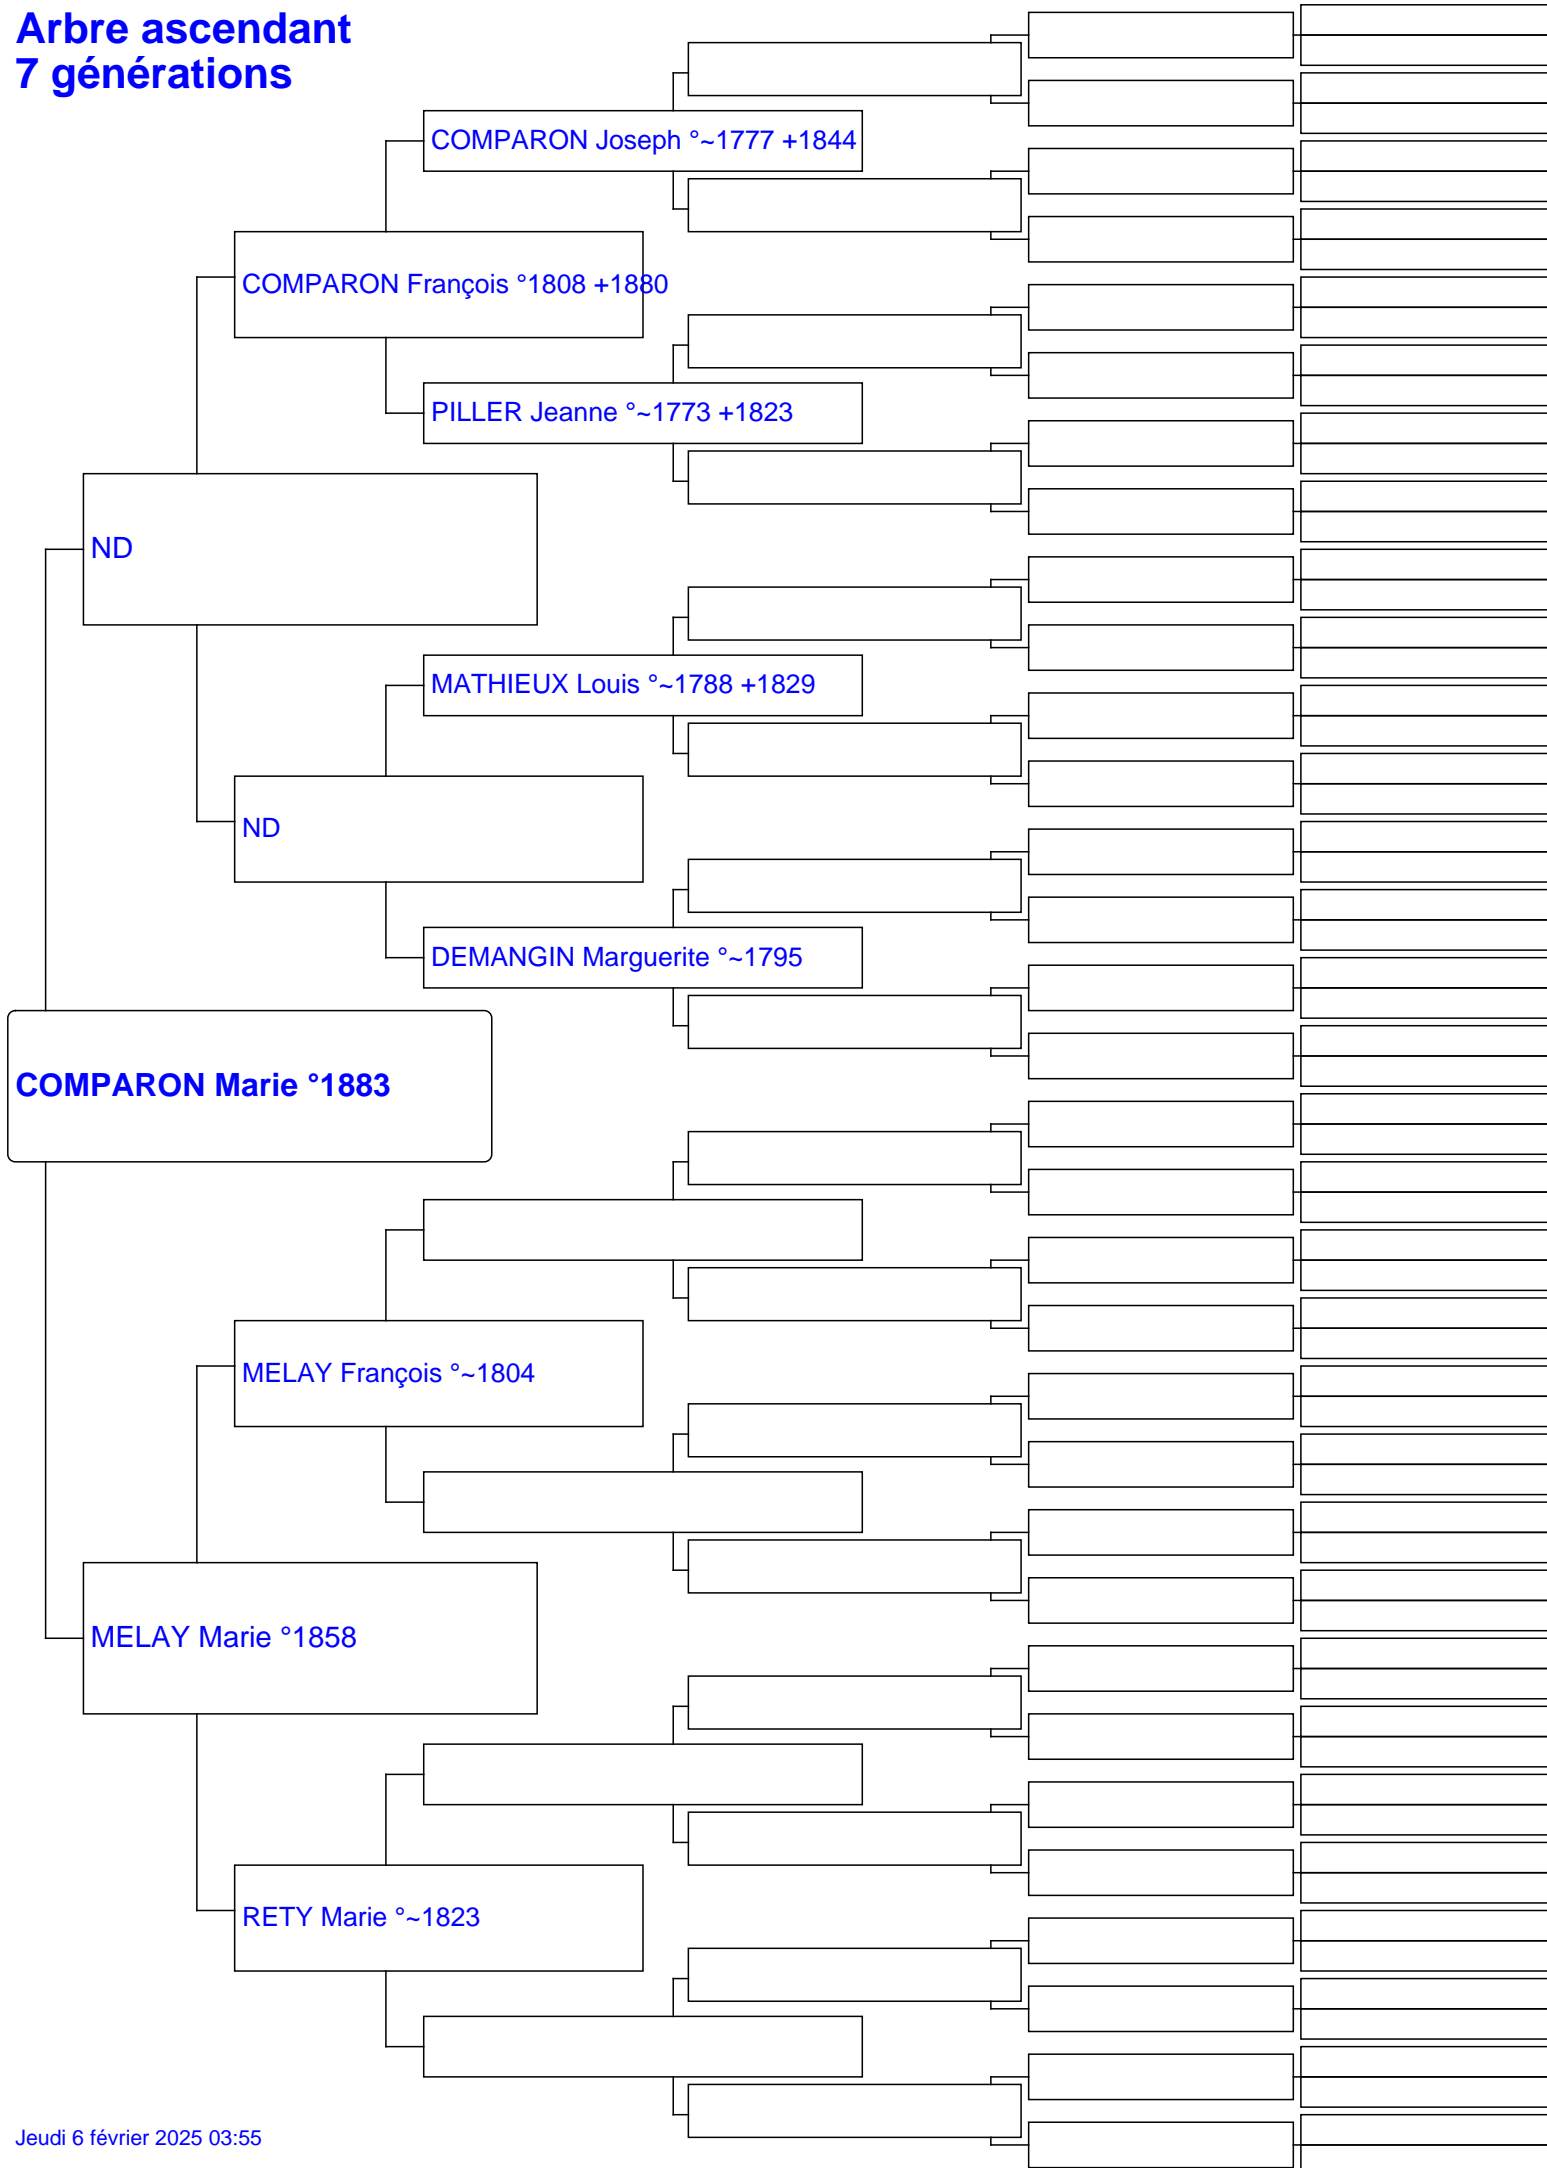 Arbre ascendant
7 générations
COMPARON Joseph °~1777 +1844
COMPARON François °1808 +1880
PILLER Jeanne °~1773 +1823
ND
MATHIEUX Louis °~1788 +1829
ND
DEMANGIN Marguerite °~1795
COMPARON Marie °1883
MELAY François °~1804
MELAY Marie °1858
RETY Marie °~1823
Jeudi 6 février 2025 03:55